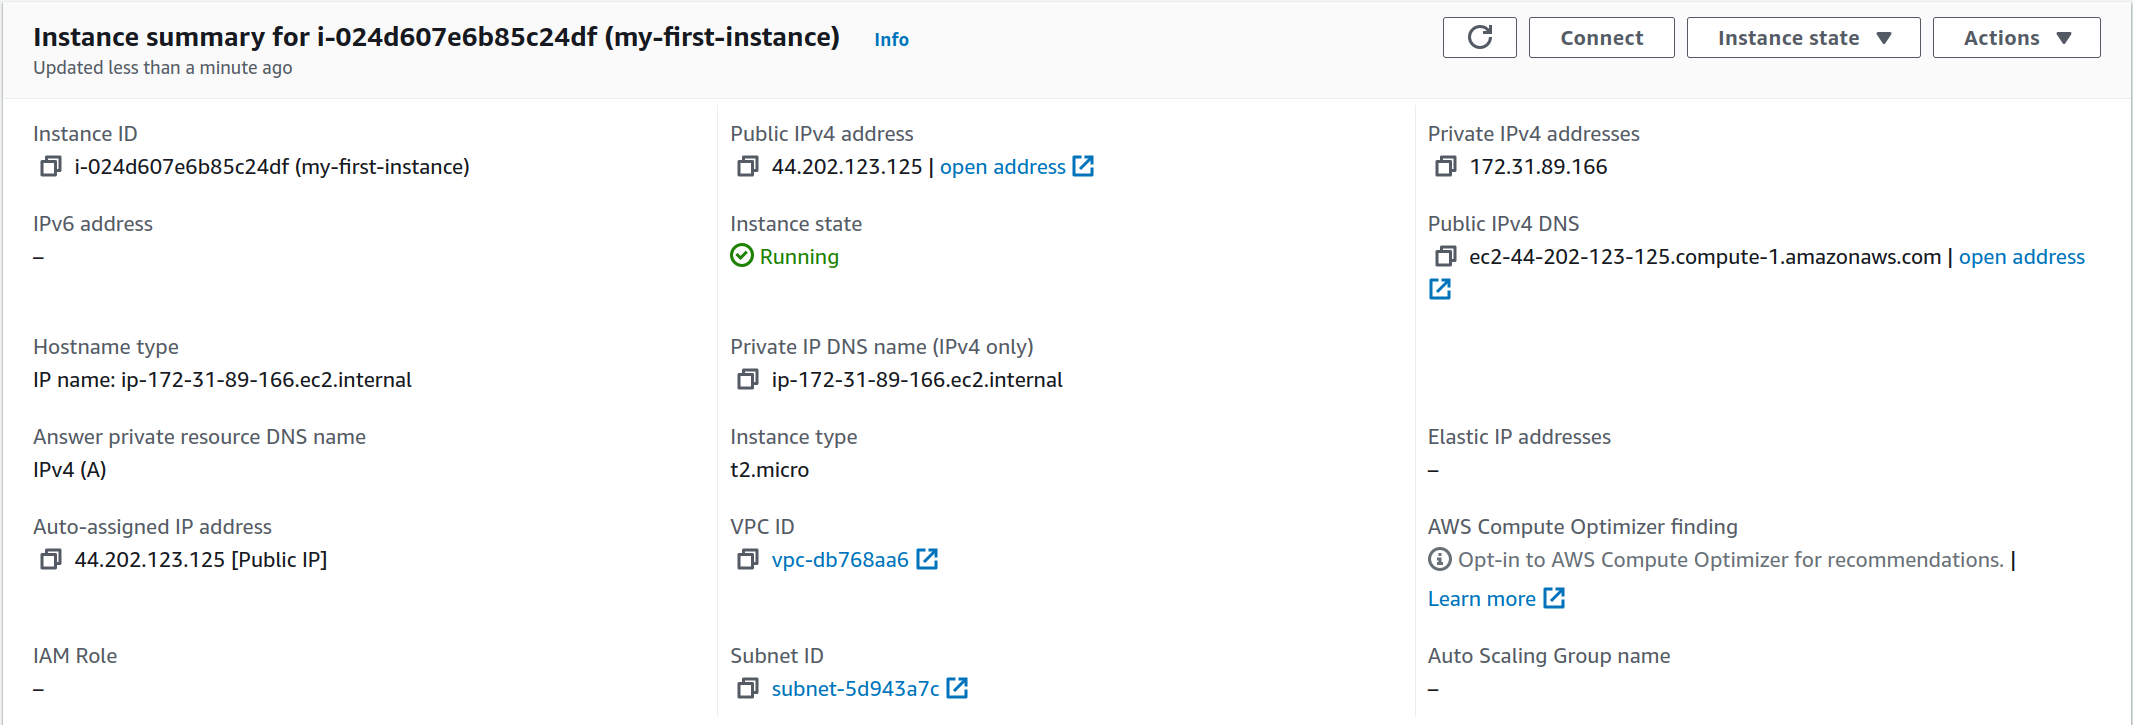 Instance summary for i-024d607e6b85c24df (my-first-instance) Info
Updated less than a minute ago
Connect
Instance state
Actions
Instance ID
i-024d607e6b85c24df (my-first-instance)
Public IPv4 address
44.202.123.125 | open address
Private IPv4 addresses
172.31.89.166
IPv6 address
–
Instance state
Running
Public IPv4 DNS
ec2-44-202-123-125.compute-1.amazonaws.com | open address
Hostname type
IP name: ip-172-31-89-166.ec2.internal
Private IP DNS name (IPv4 only)
ip-172-31-89-166.ec2.internal
Answer private resource DNS name
IPv4 (A)
Instance type
t2.micro
Elastic IP addresses
–
Auto-assigned IP address
44.202.123.125 [Public IP]
VPC ID
vpc-db768aa6
AWS Compute Optimizer finding
Opt-in to AWS Compute Optimizer for recommendations. |
Learn more
IAM Role
–
Subnet ID
subnet-5d943a7c
Auto Scaling Group name
–